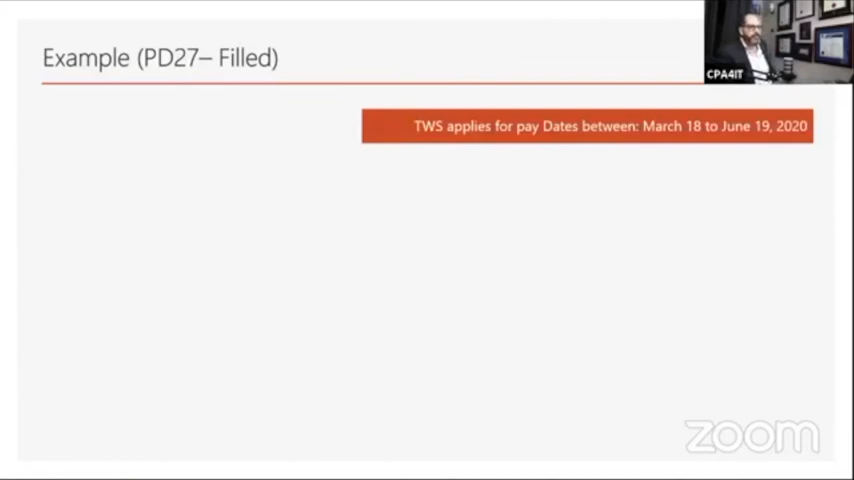 Example (PD27– Filled)
CPA4IT
TWS applies for pay Dates between: March 18 to June 19, 2020
zoom